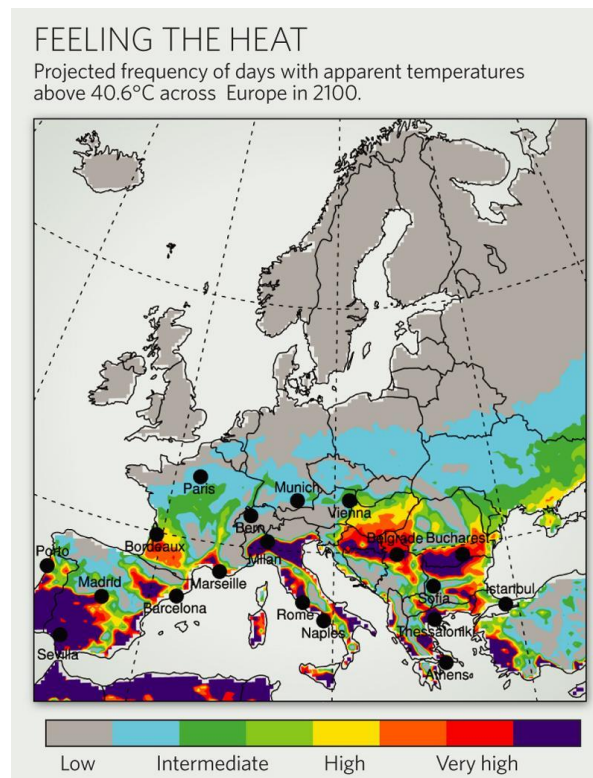 FEELING THE HEAT
Projected frequency of days with apparent temperatures
above 40.6°C across Europe in 2100.
Paris
Munich
Vienna
Bern
Bordeaux
Milan
Belgrade Bucharest
Porto
Marseille
Madrid
Barcelona
Sofia
Istanbul
Rome
Naples
Thessaloniki
Sevilla
Athens
Low Intermediate High Very high